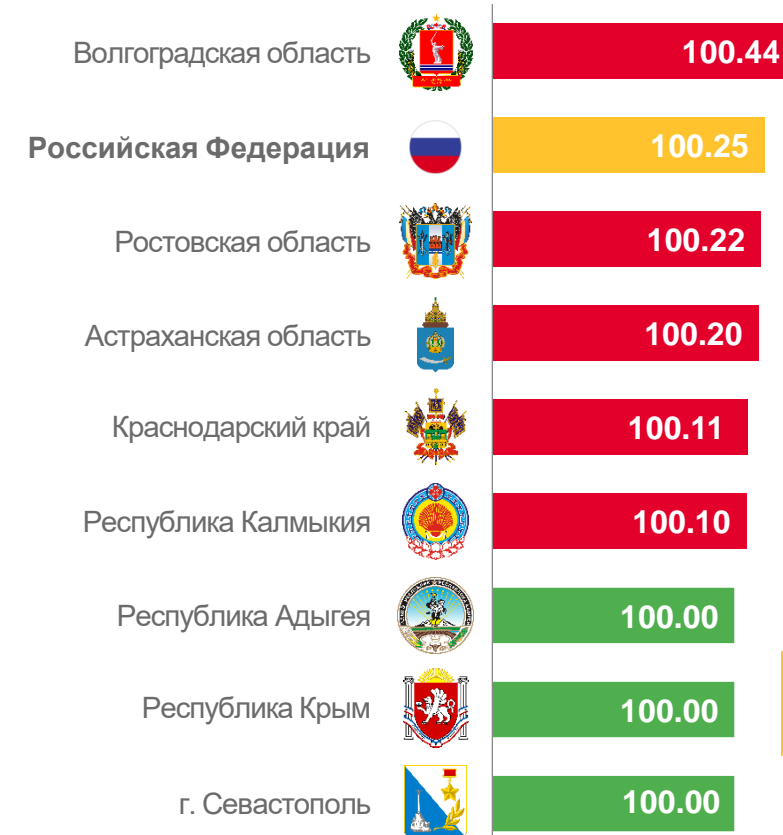 Волгоградская область 100.44
Российская Федерация 100.25
Ростовская область 100.22
Астраханская область 100.20
Краснодарский край 100.11
Республика Калмыкия 100.10
Республика Адыгея 100.00
Республика Крым 100.00
г. Севастополь 100.00